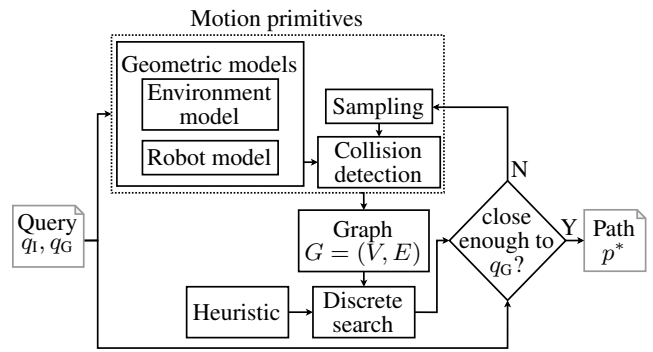 Motion primitives
Geometric models
Environment
model
Robot model
Sampling
Collision
detection
N
Query
q_I, q_G
Graph
G = (V, E)
close
enough to
q_G?
Y
Path
p*
Heuristic
Discrete
search